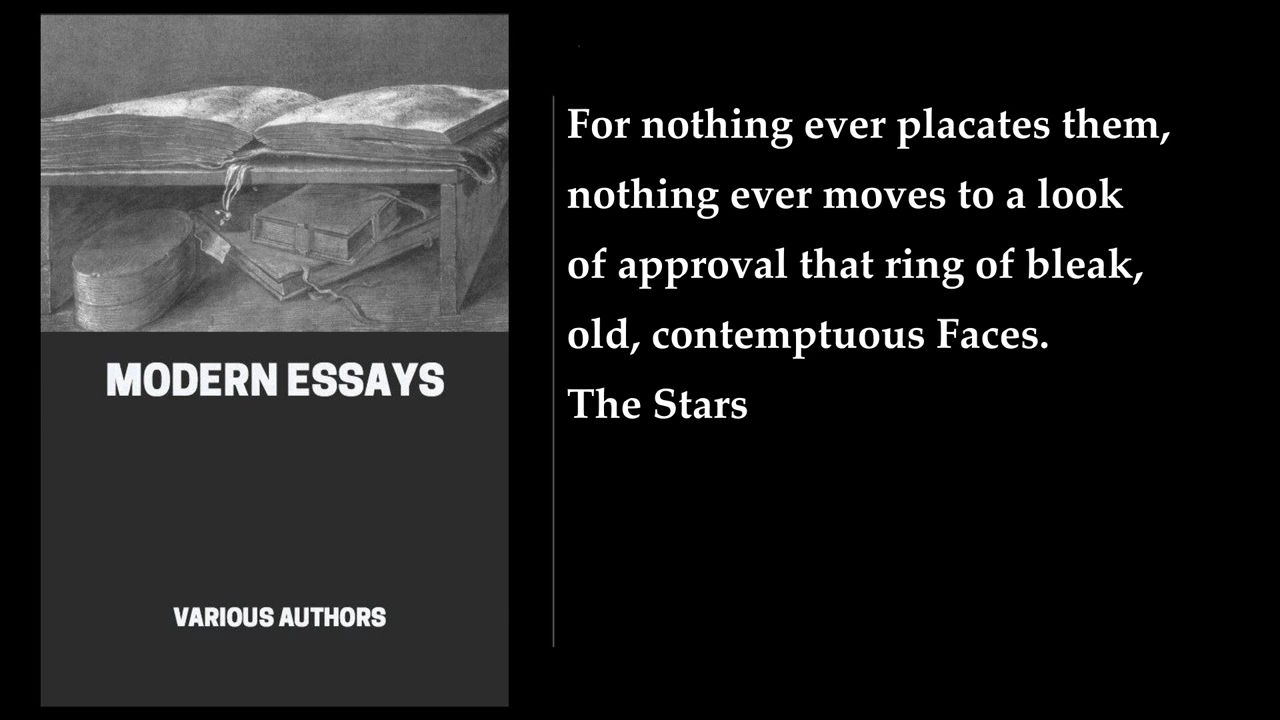 MODERN ESSAYS
VARIOUS AUTHORS
For nothing ever placates them,
nothing ever moves to a look
of approval that ring of bleak,
old, contemptuous Faces.
The Stars